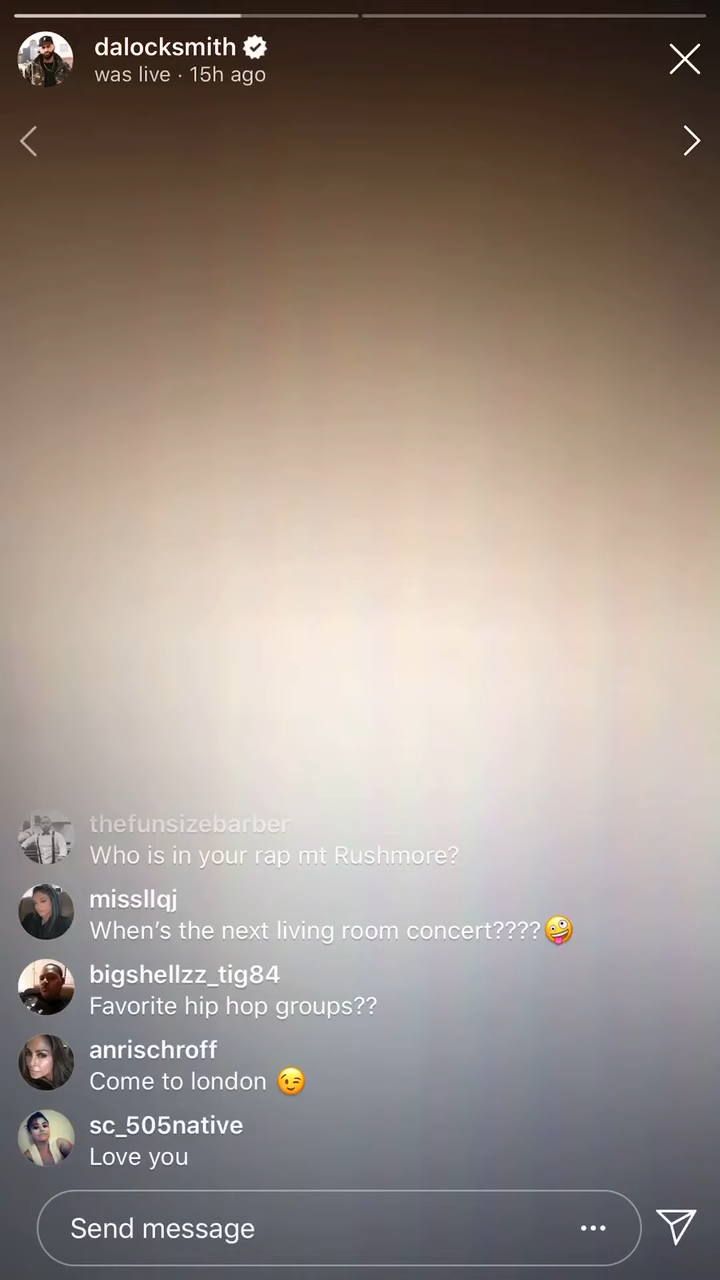 dalocksmith
was live · 15h ago
thefunsizebarber
Who is in your rap mt Rushmore?
missllqj
When's the next living room concert????🤪
bigshellzz_tig84
Favorite hip hop groups??
anrischroff
Come to london 😉
sc_505native
Love you
Send message